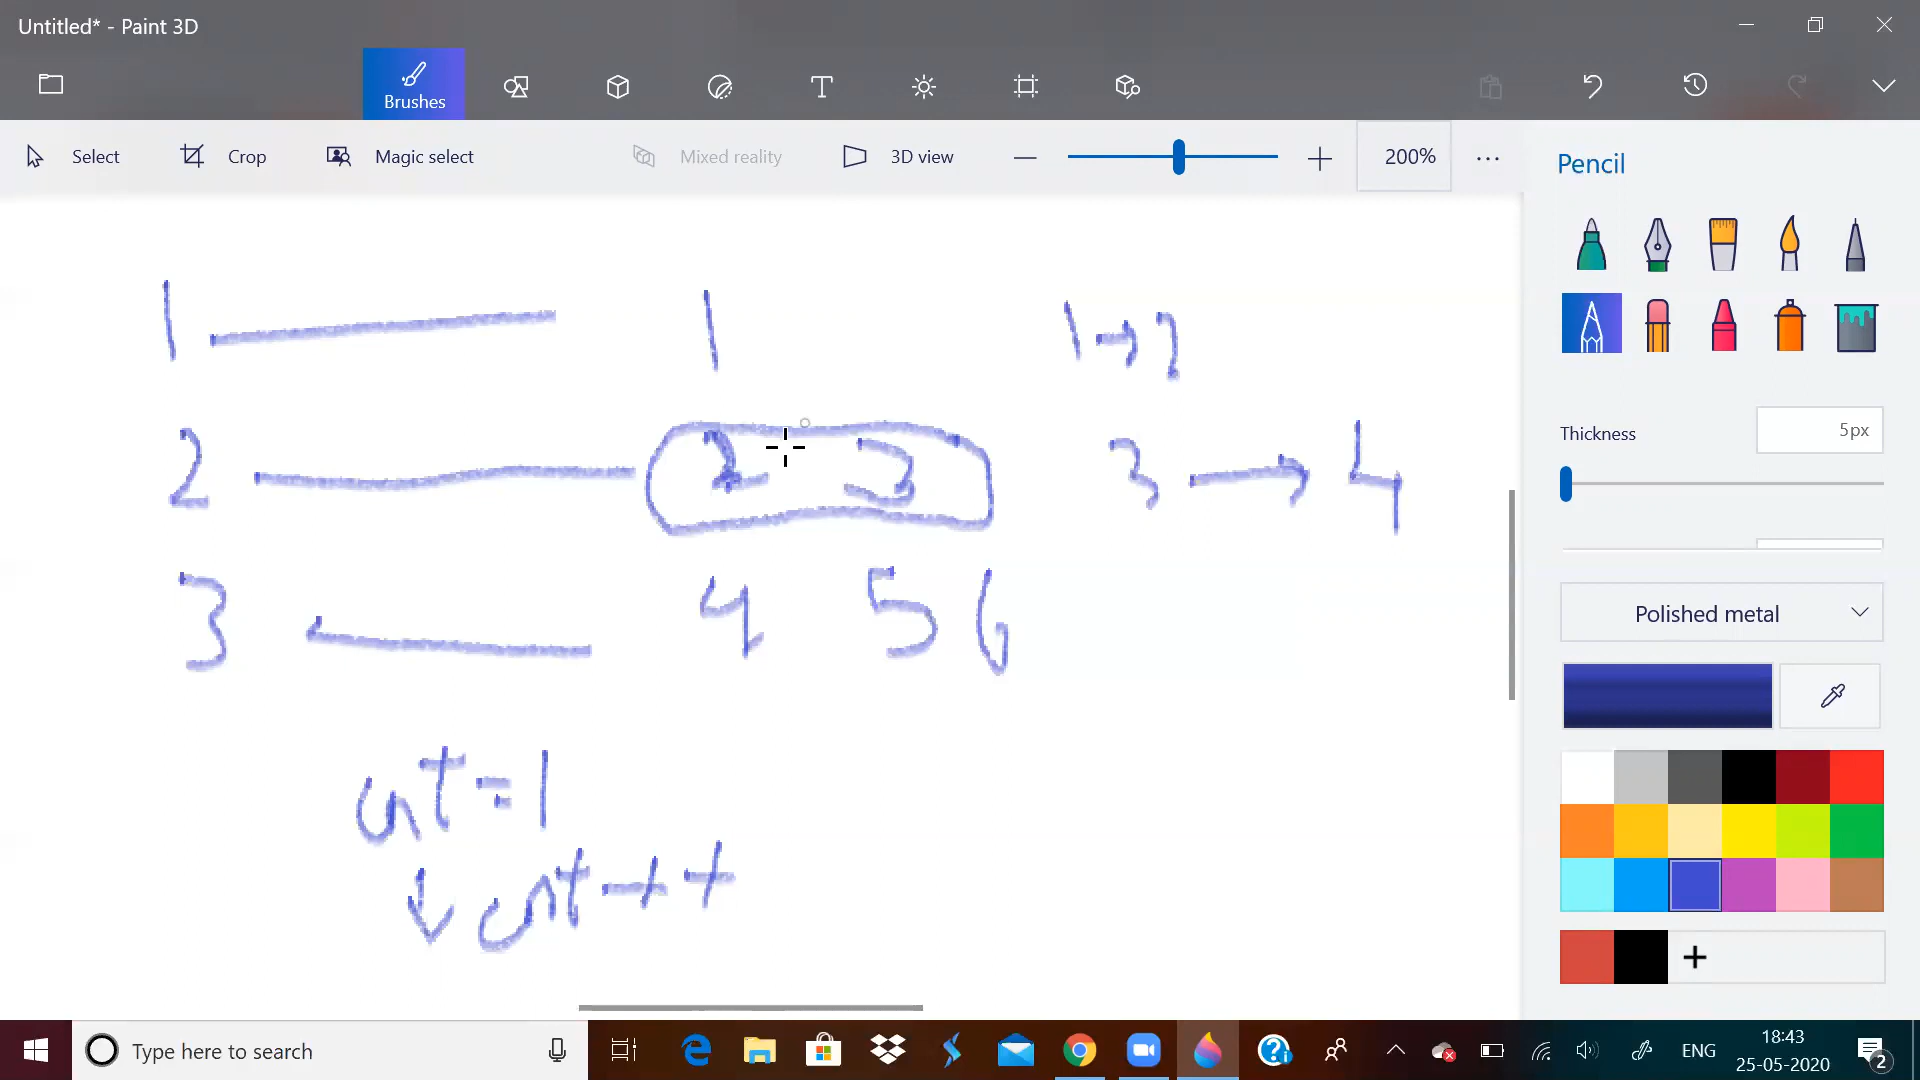 Untitled* - Paint 3D
Brushes
Select
Crop
Magic select
Mixed reality
3D view
200%
Pencil
1 1 1→2
2 2 3 3→4
3 4 5 6
cnt=1
↓ cnt++
Thickness
5px
Polished metal
Type here to search
ENG
18:43
25-05-2020
2